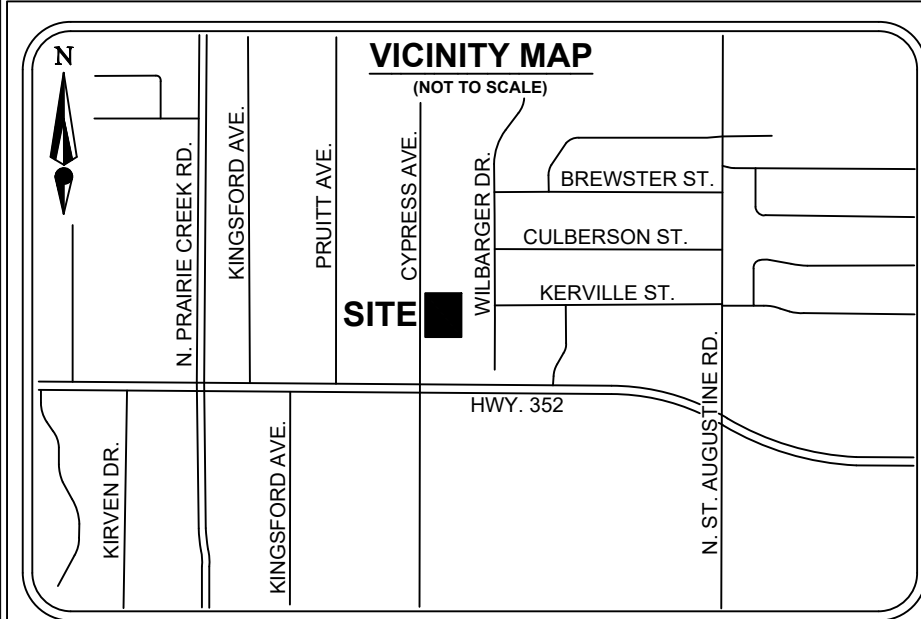 VICINITY MAP
(NOT TO SCALE)
N
N. PRAIRIE CREEK RD.
KINGSFORD AVE.
PRUITT AVE.
CYPRESS AVE.
WILBARGER DR.
BREWSTER ST.
CULBERSON ST.
KERVILLE ST.
SITE
HWY. 352
N. ST. AUGUSTINE RD.
KIRVEN DR.
KINGSFORD AVE.